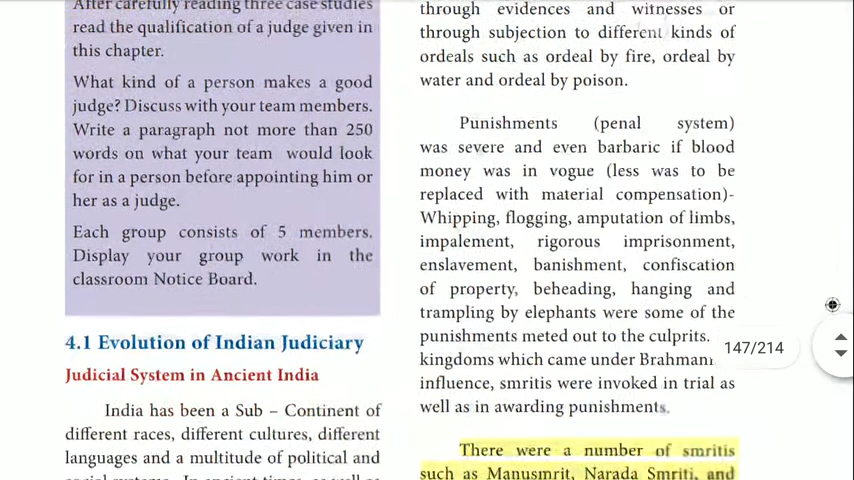 After carefully reading three case studies
read the qualification of a judge given in
this chapter.
What kind of a person makes a good
judge? Discuss with your team members.
Write a paragraph not more than 250
words on what your team would look
for in a person before appointing him or
her as a judge.
Each group consists of 5 members.
Display your group work in the
classroom Notice Board.
4.1 Evolution of Indian Judiciary
Judicial System in Ancient India
India has been a Sub – Continent of
different races, different cultures, different
languages and a multitude of political and
through evidences and witnesses or
through subjection to different kinds of
ordeals such as ordeal by fire, ordeal by
water and ordeal by poison.
Punishments (penal system)
was severe and even barbaric if blood
money was in vogue (less was to be
replaced with material compensation)-
Whipping, flogging, amputation of limbs,
impalement, rigorous imprisonment,
enslavement, banishment, confiscation
of property, beheading, hanging and
trampling by elephants were some of the
punishments meted out to the culprits.
kingdoms which came under
influence, smritis were invoked in trial as
well as in awarding punishments.
There were a number of smritis
such as Manusmrit, Narada Smriti, and
147/214